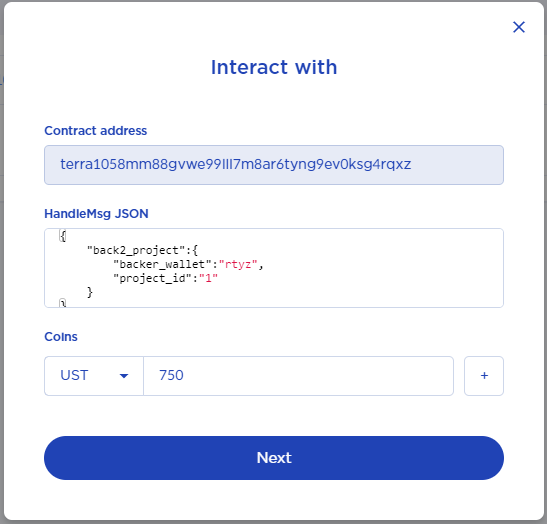 Interact with
Contract address
terra1058mm88gvwe99lll7m8ar6tyng9ev0ksg4rqxz
HandleMsg JSON
{
"back2_project":{
"backer_wallet":"rtyz",
"project_id":"1"
}
}
Coins
UST
750
+
Next